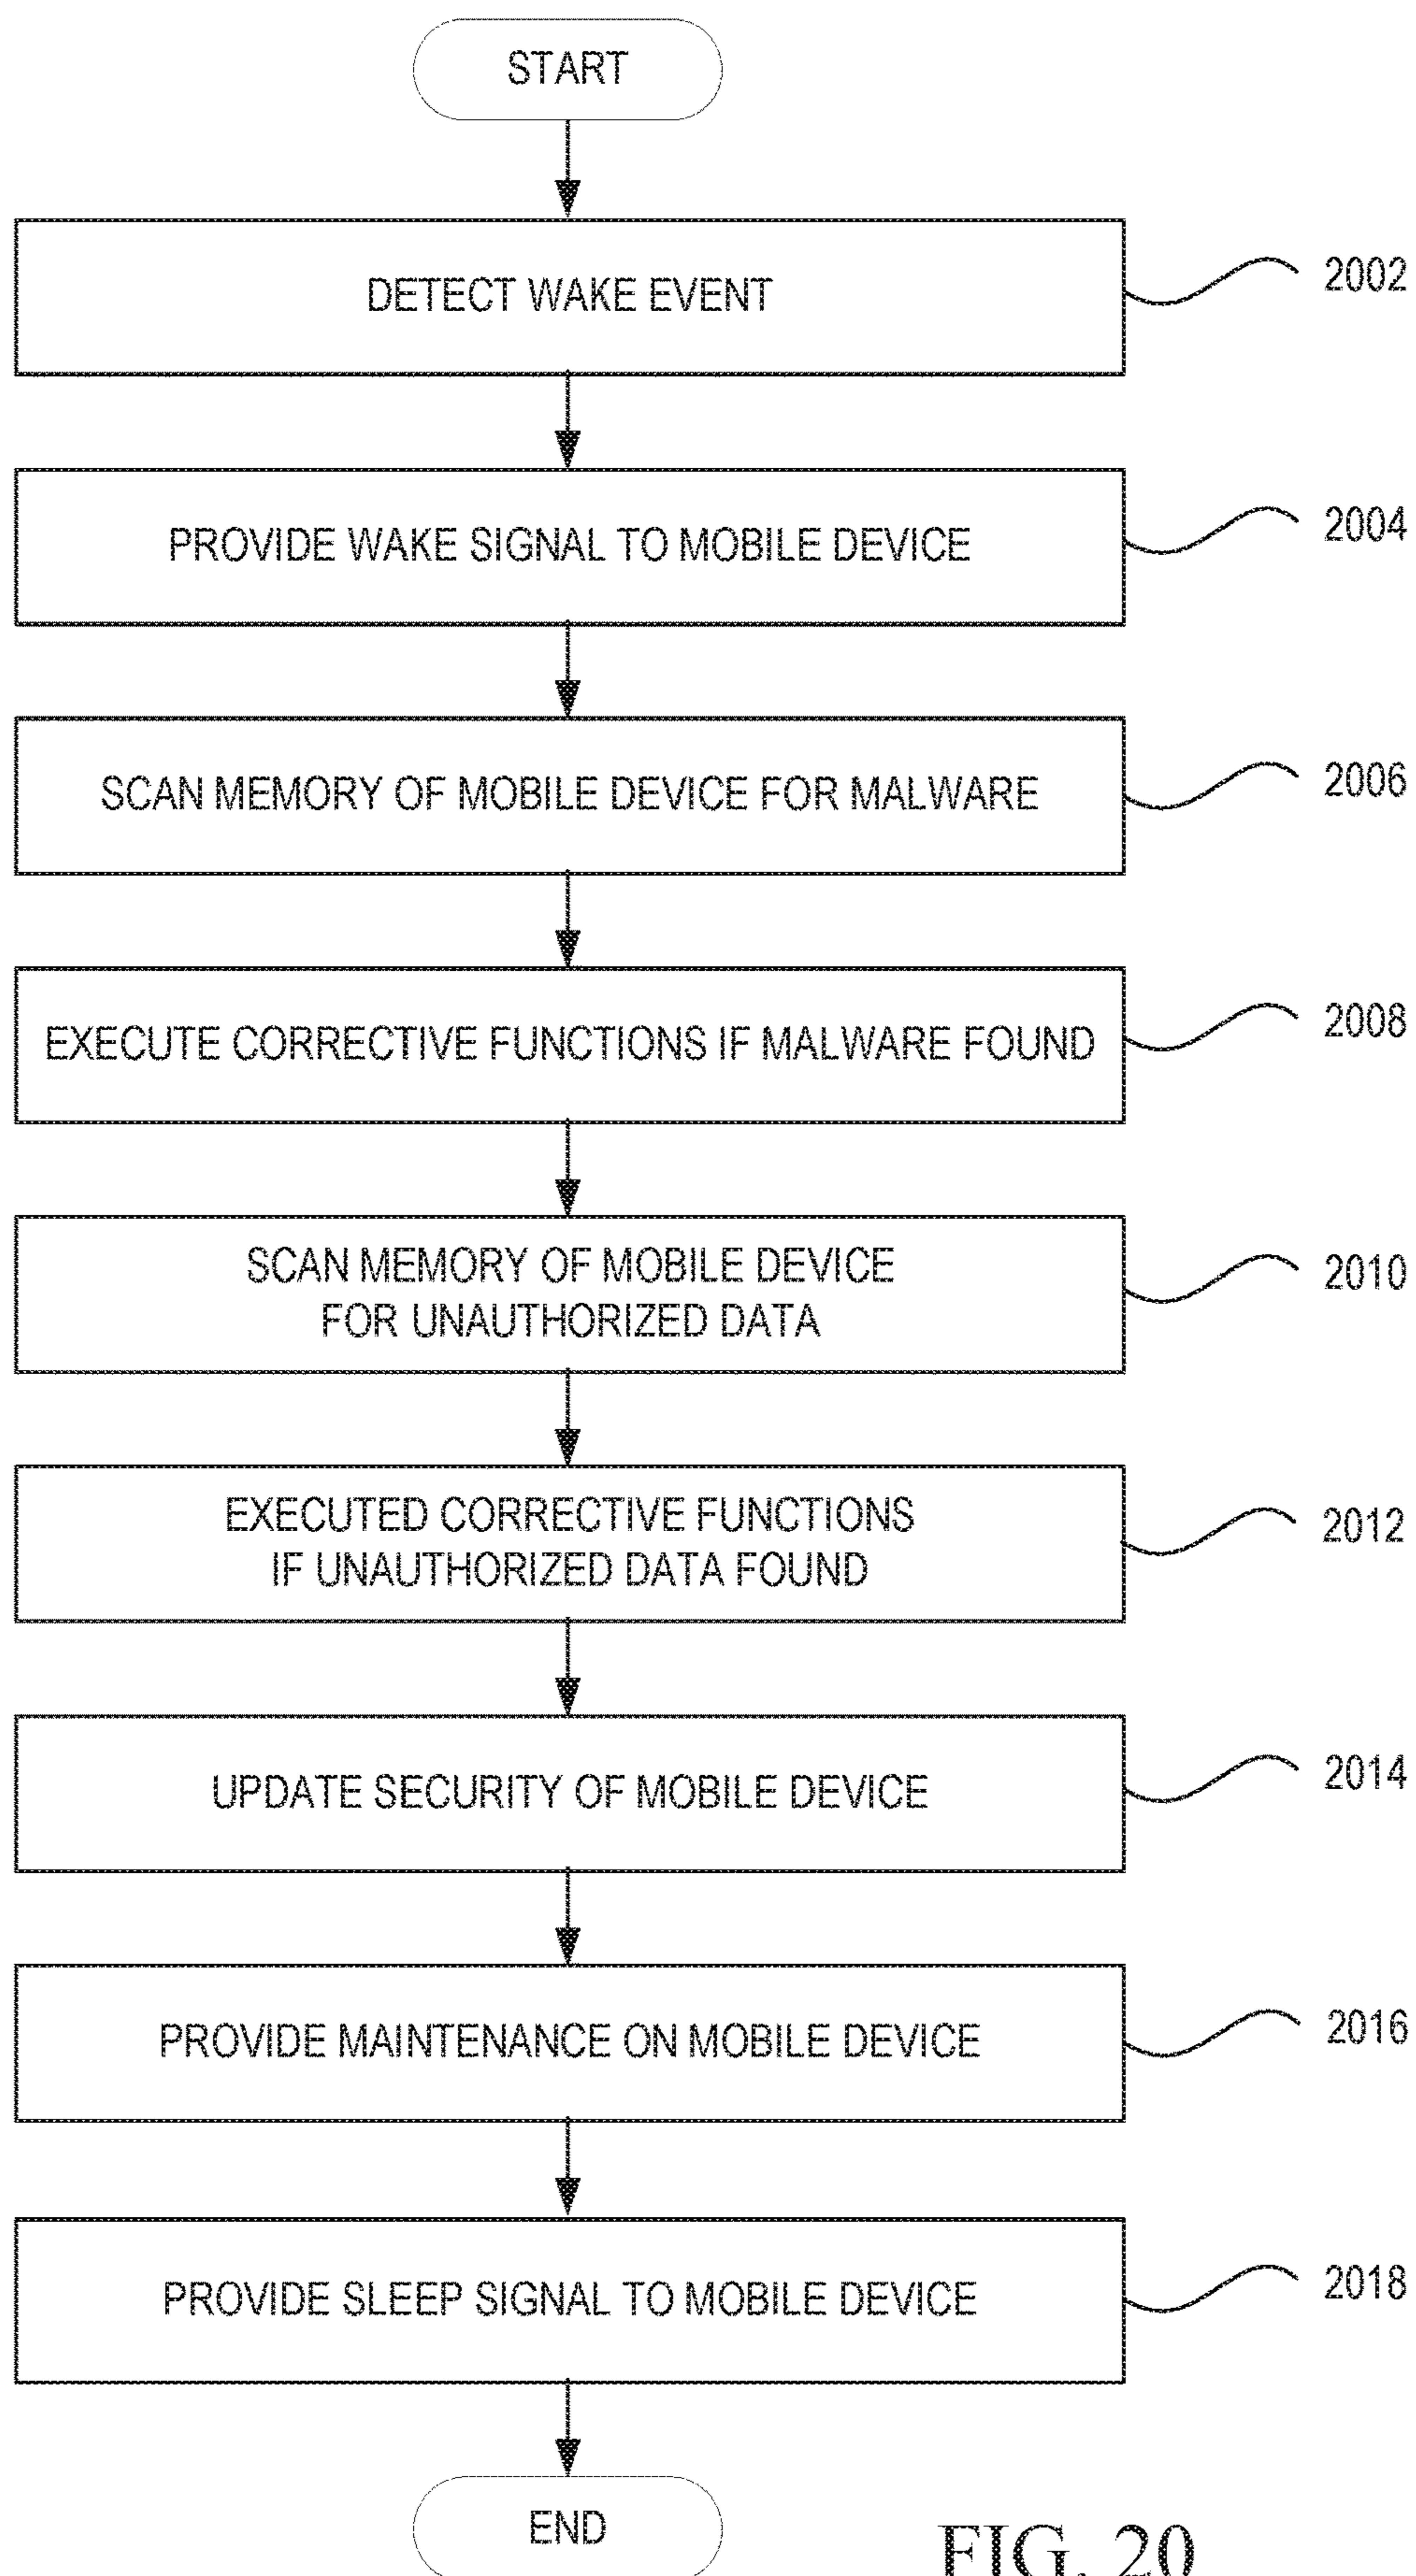 START
DETECT WAKE EVENT
2002
PROVIDE WAKE SIGNAL TO MOBILE DEVICE
2004
SCAN MEMORY OF MOBILE DEVICE FOR MALWARE
2006
EXECUTE CORRECTIVE FUNCTIONS IF MALWARE FOUND
2008
SCAN MEMORY OF MOBILE DEVICE
FOR UNAUTHORIZED DATA
2010
EXECUTED CORRECTIVE FUNCTIONS
IF UNAUTHORIZED DATA FOUND
2012
UPDATE SECURITY OF MOBILE DEVICE
2014
PROVIDE MAINTENANCE ON MOBILE DEVICE
2016
PROVIDE SLEEP SIGNAL TO MOBILE DEVICE
2018
END
FIG. 20